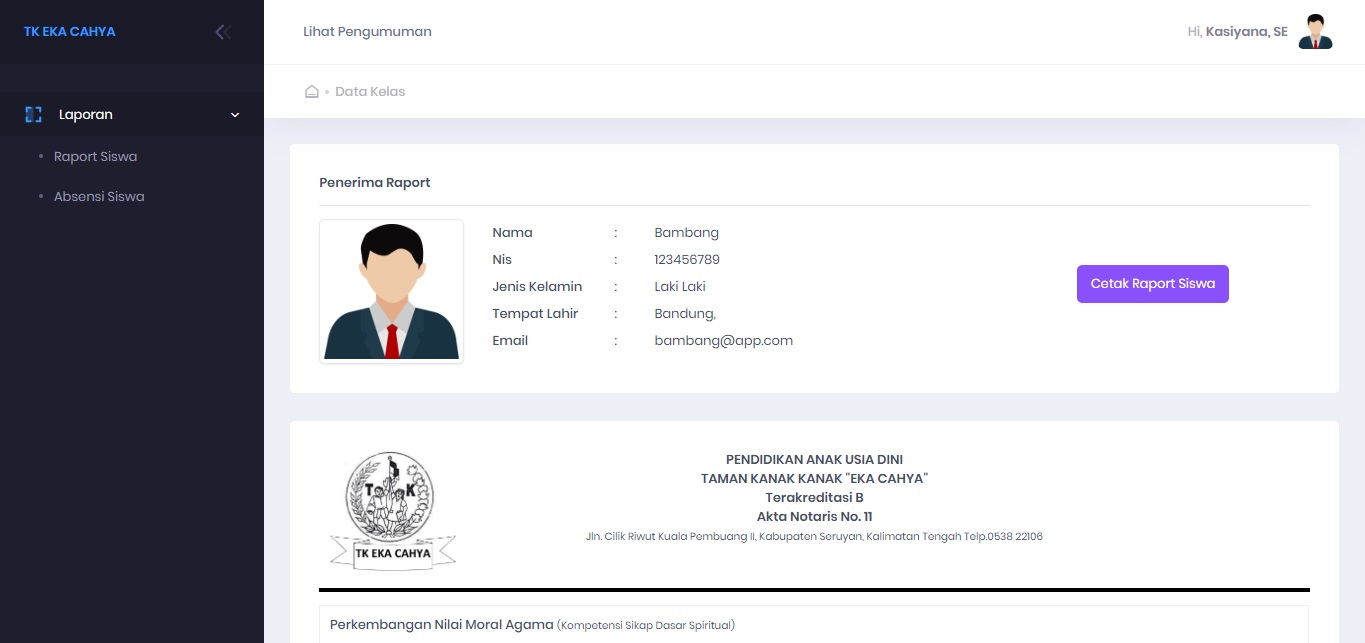 TK EKA CAHYA
Lihat Pengumuman
Hi, Kasiyana, SE
Data Kelas
Laporan
Raport Siswa
Absensi Siswa
Penerima Raport
Nama : Bambang
Nis : 123456789
Jenis Kelamin : Laki Laki
Tempat Lahir : Bandung,
Email : bambang@app.com
Cetak Raport Siswa
T K
TK EKA CAHYA
PENDIDIKAN ANAK USIA DINI
TAMAN KANAK KANAK "EKA CAHYA"
Terakreditasi B
Akta Notaris No. 11
Jln. Cilik Riwut Kuala Pembuang II, Kabupaten Seruyan, Kalimatan Tengah Telp.0538 22106
Perkembangan Nilai Moral Agama (Kompetensi Sikap Dasar Spiritual)